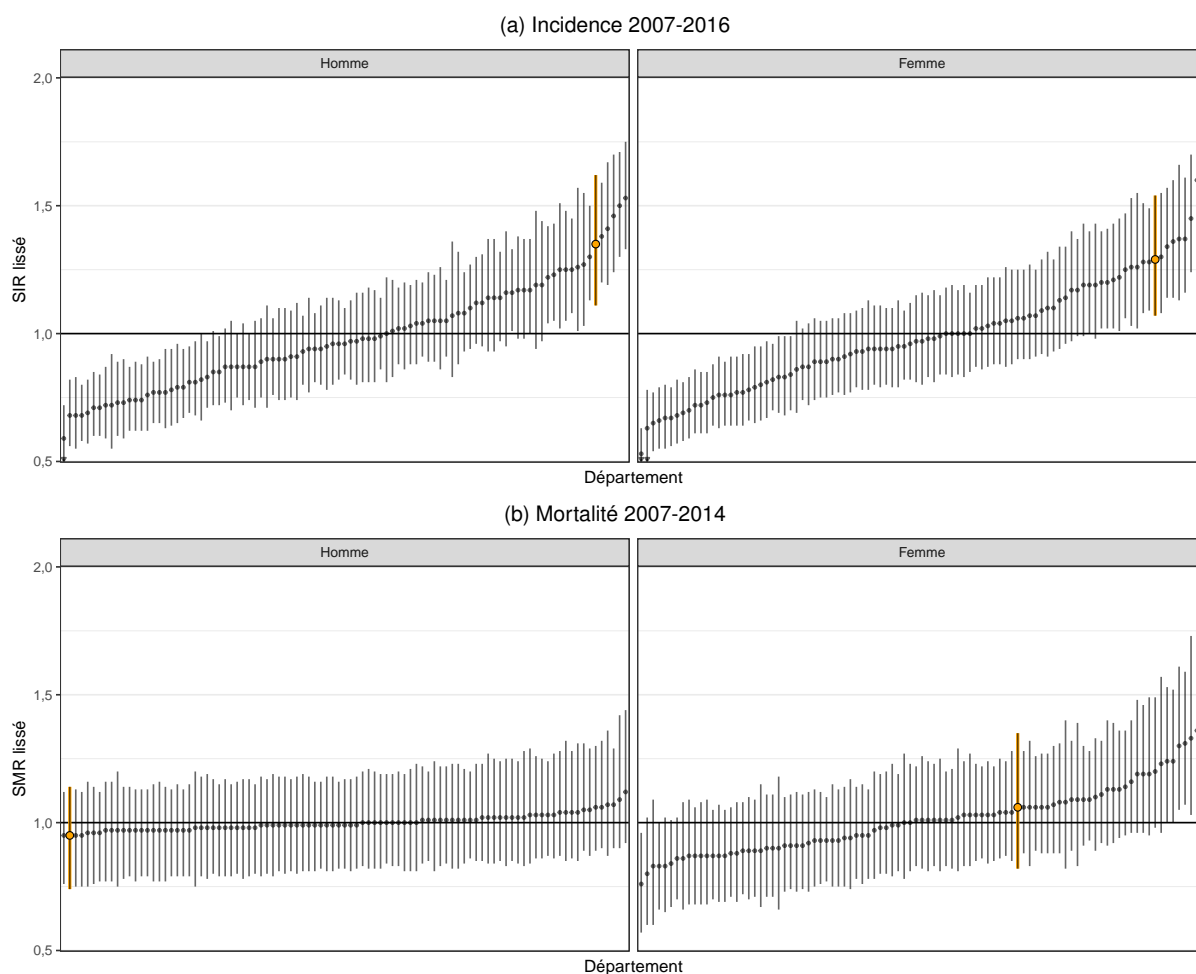 (a) Incidence 2007-2016
Homme
Femme
2,0
1,5
1,0
0,5
SIR lissé
Département
(b) Mortalité 2007-2014
Homme
Femme
2,0
1,5
1,0
0,5
SMR lissé
Département